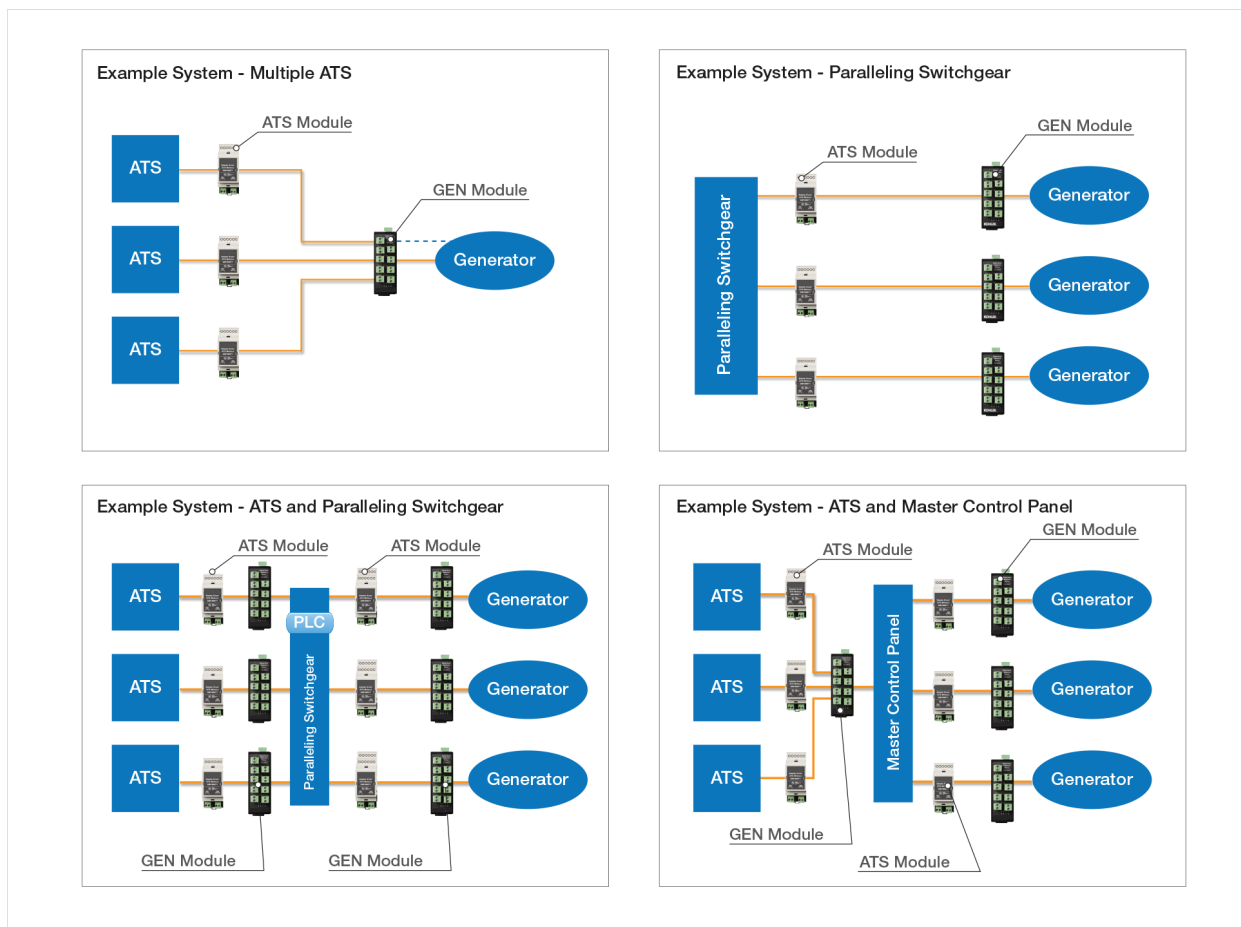 Example System - Multiple ATS
ATS Module
ATS
GEN Module
ATS
Generator
ATS
Example System - Paralleling Switchgear
GEN Module
ATS Module
Generator
Paralleling Switchgear
Generator
Generator
KOHLER
KOHLER
KOHLER
Example System - ATS and Paralleling Switchgear
ATS Module
ATS Module
ATS
Generator
PLC
ATS
Generator
Paralleling Switchgear
ATS
Generator
GEN Module
GEN Module
Example System - ATS and Master Control Panel
GEN Module
ATS Module
ATS
Generator
Master Control Panel
ATS
Generator
ATS
Generator
GEN Module
ATS Module